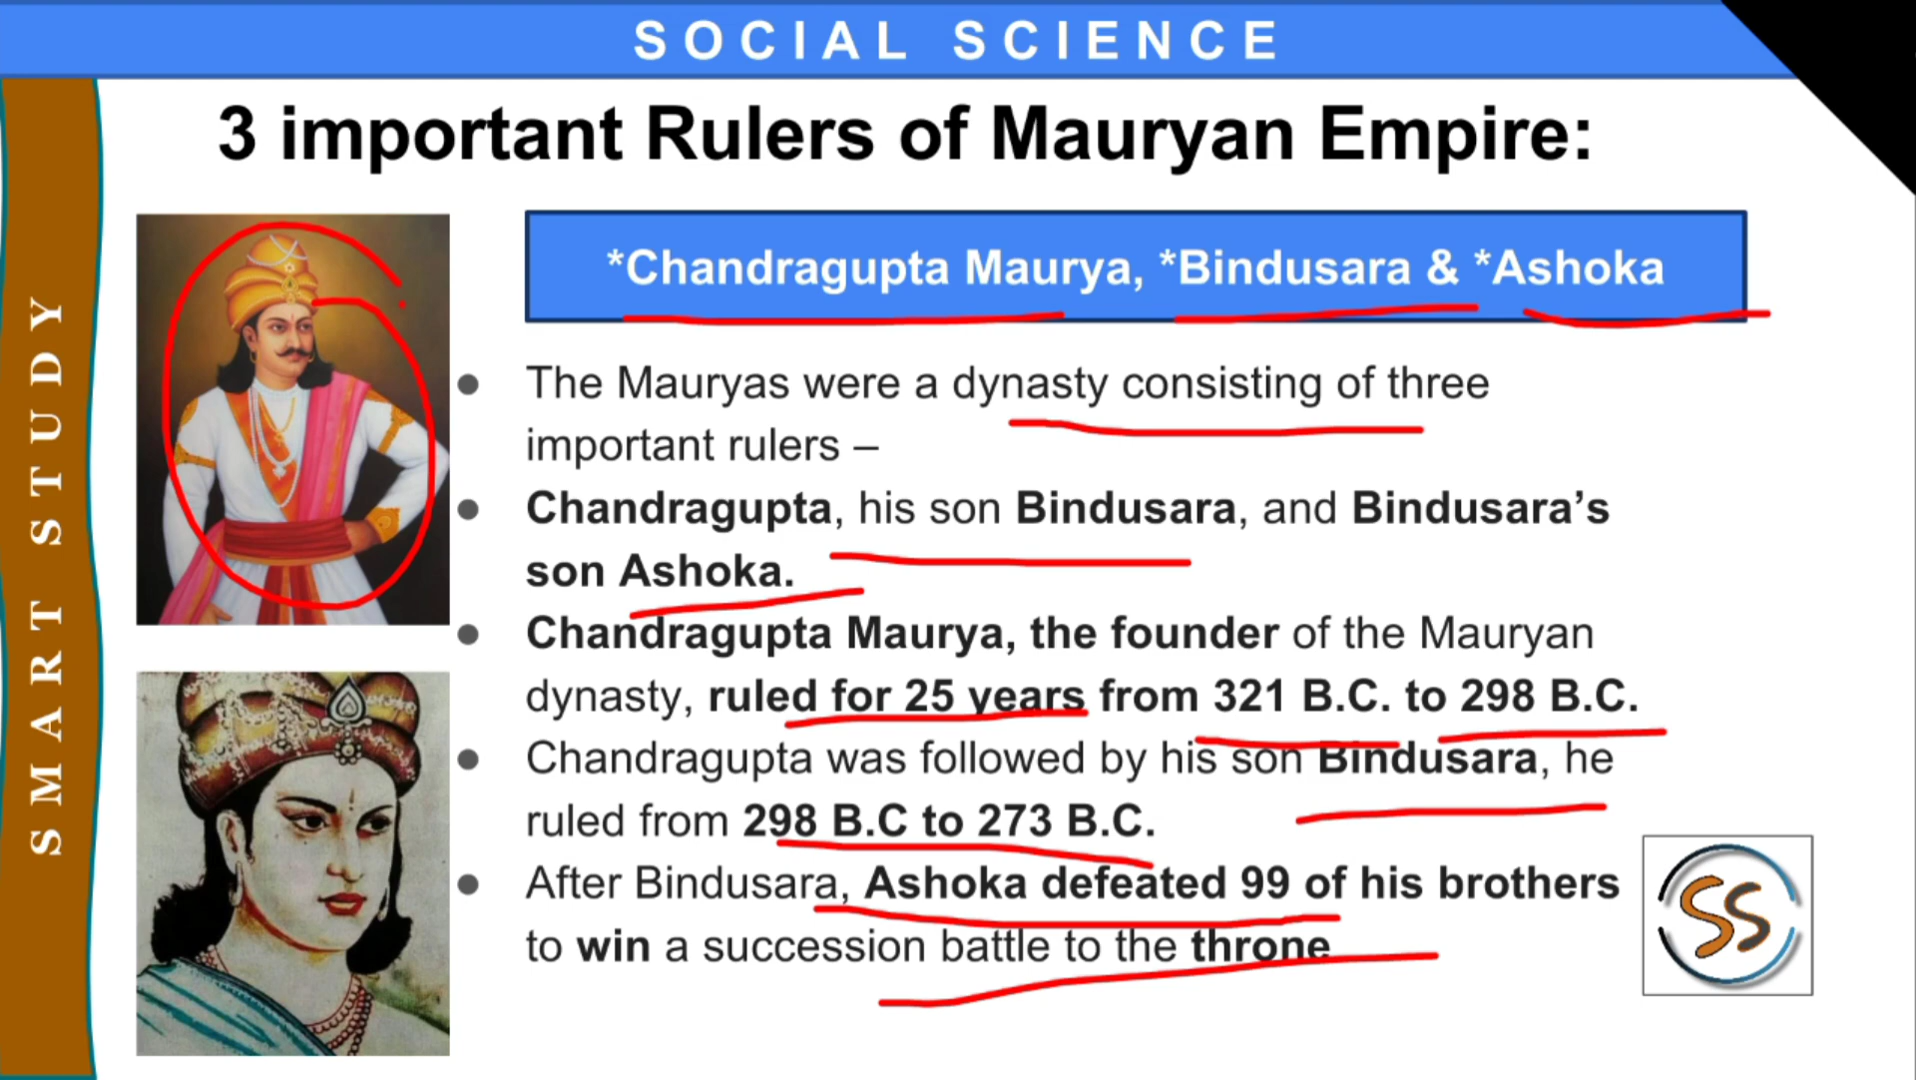 SOCIAL SCIENCE
SMART STUDY
3 important Rulers of Mauryan Empire:
*Chandragupta Maurya, *Bindusara & *Ashoka
● The Mauryas were a dynasty consisting of three
important rulers –
● Chandragupta, his son Bindusara, and Bindusara’s
son Ashoka.
● Chandragupta Maurya, the founder of the Mauryan
dynasty, ruled for 25 years from 321 B.C. to 298 B.C.
● Chandragupta was followed by his son Bindusara, he
ruled from 298 B.C to 273 B.C.
● After Bindusara, Ashoka defeated 99 of his brothers
to win a succession battle to the throne
SS